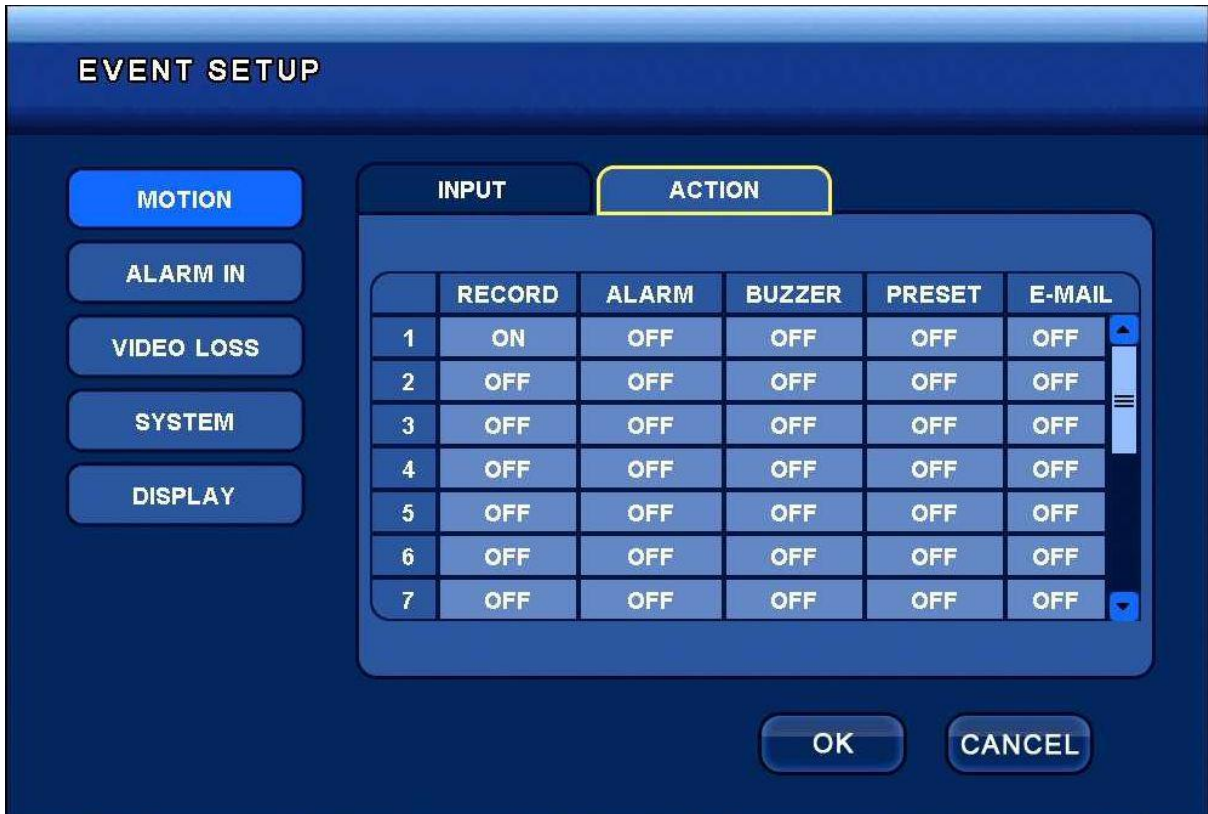 EVENT SETUP
MOTION
ALARM IN
VIDEO LOSS
SYSTEM
DISPLAY
INPUT ACTION
RECORD ALARM BUZZER PRESET E-MAIL
1 ON OFF OFF OFF OFF
2 OFF OFF OFF OFF OFF
3 OFF OFF OFF OFF OFF
4 OFF OFF OFF OFF OFF
5 OFF OFF OFF OFF OFF
6 OFF OFF OFF OFF OFF
7 OFF OFF OFF OFF OFF
OK CANCEL